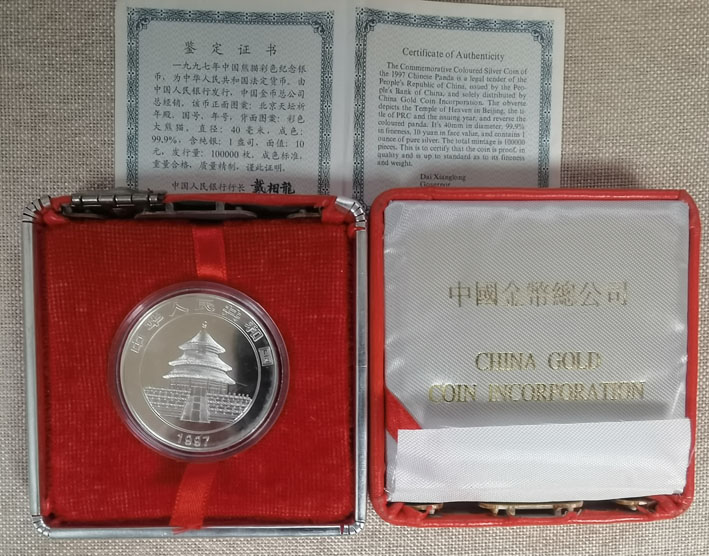 鉴定证书
一九九七年中国熊猫彩色纪念银
币，为中华人民共和国法定货币，由
中国人民银行发行，中国金币总公司
总经销。该币正面图案：北京天坛祈
年殿、国号、年号，背面图案：彩色
大熊猫。直径：40毫米，成色：
99.9%，含纯银：1盎司，面值：10
元，发行量：100000枚，成色标准，
重量合格，质量精制，谨此证明。
中国人民银行行长 戴相龍
Certificate of Authenticity
The Commemorative Coloured Silver Coin of
the 1997 Chinese Panda is a legal tender of the
People's Republic of China, issued by the Peo-
ple's Bank of China, and solely distributed by
China Gold Coin Incorporation. The obverse
depicts the Temple of Heaven in Beijing, the ti-
tle of PRC and the issuing year, and reverse the
coloured panda. It's 40mm in diameter, 99.9%
in fineness, 10 yuan in face value, and contains 1
ounce of pure silver. The total mintage is 100000
pieces. This is to certify that the coin is proof, in
quality and is up to standard as to its fineness
and weight.
Dai Xianglong
Governor
中华人民共和国
1997
中國金幣總公司
CHINA GOLD
COIN INCORPORATION